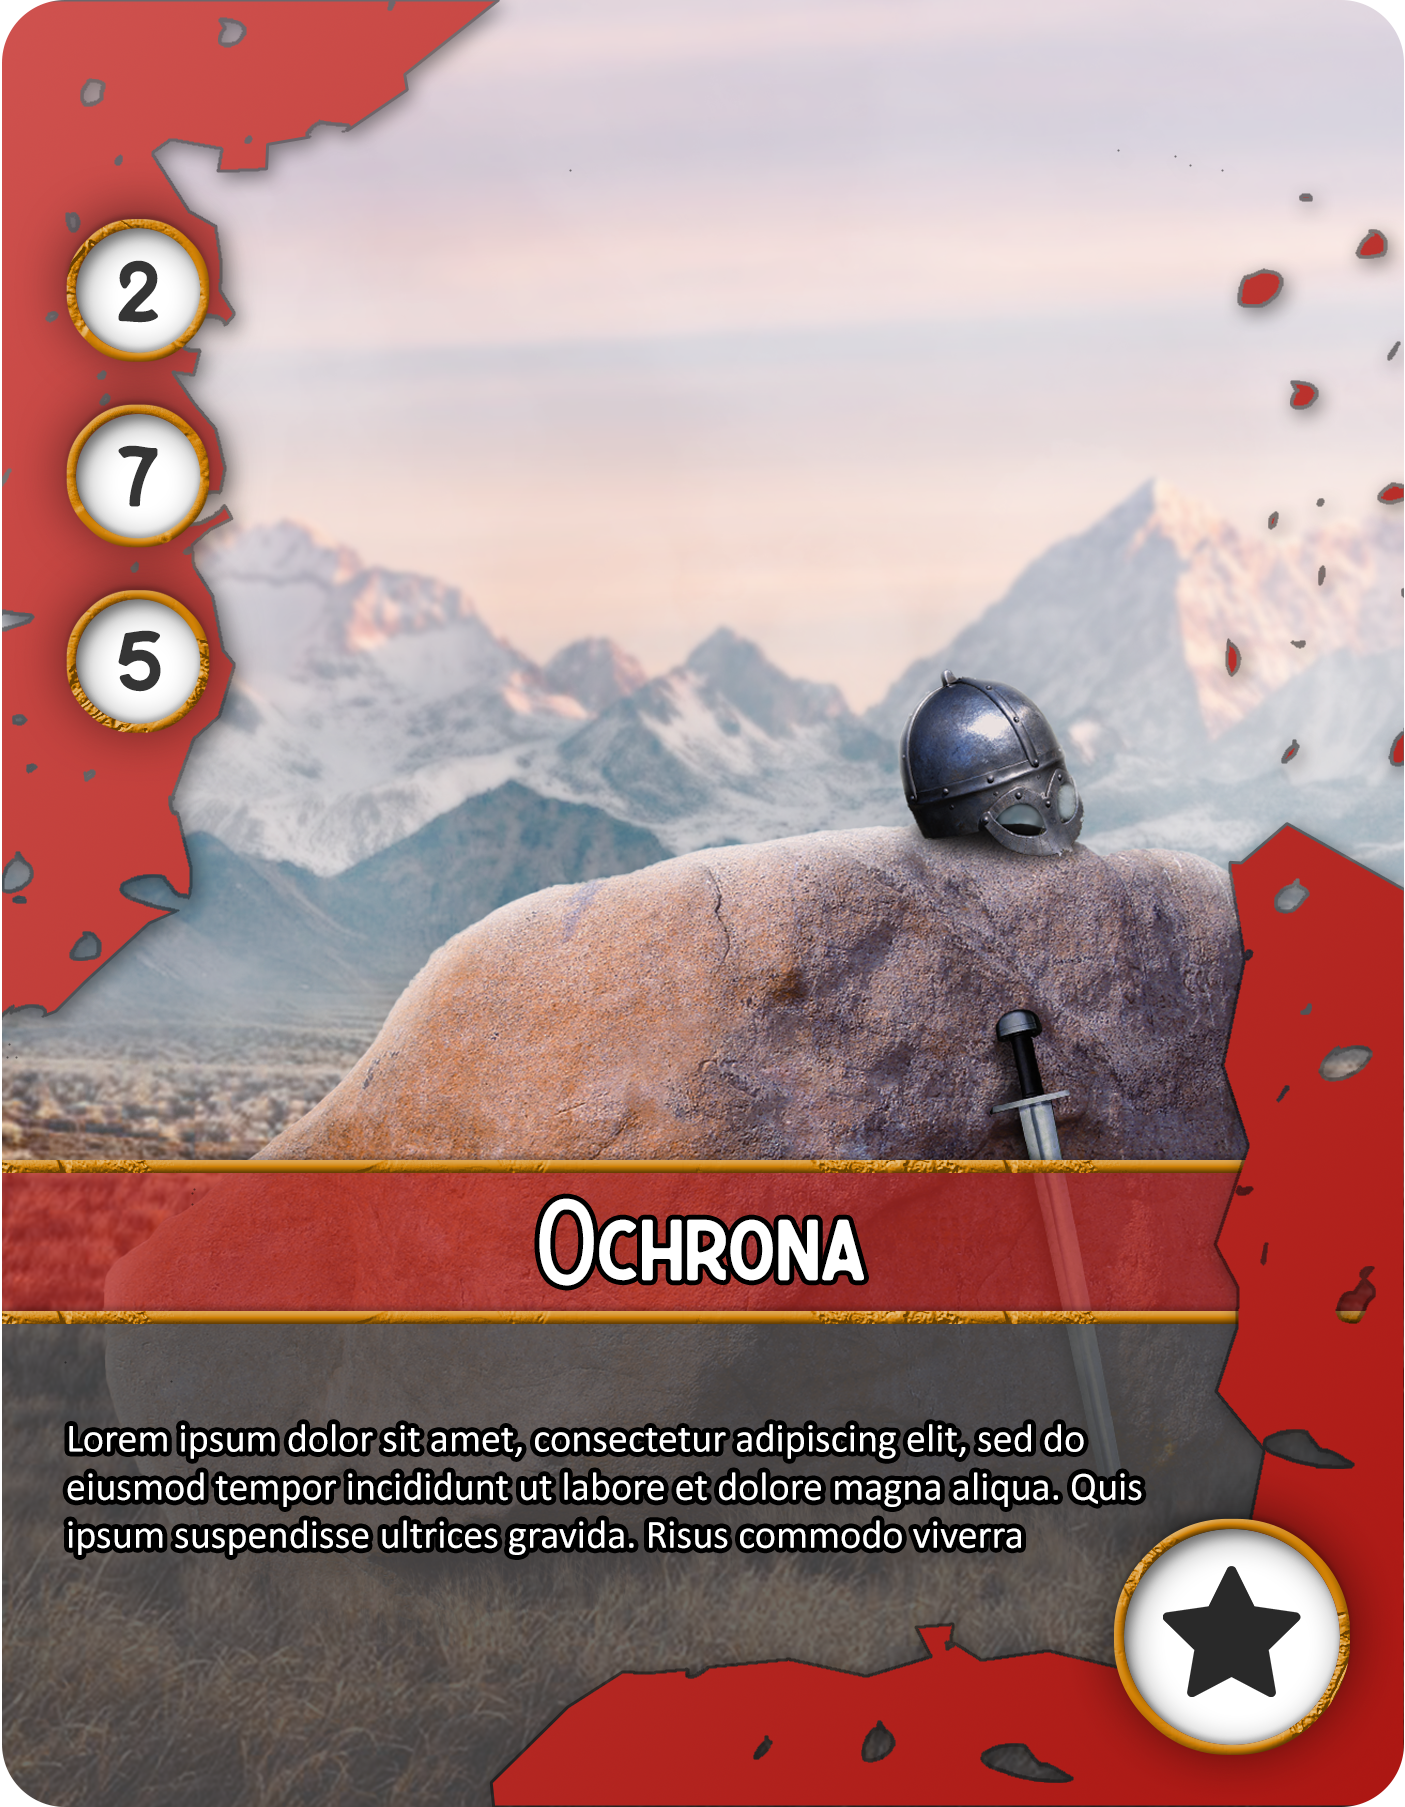 2
7
5
Ochrona
Lorem ipsum dolor sit amet, consectetur adipiscing elit, sed do
eiusmod tempor incididunt ut labore et dolore magna aliqua. Quis
ipsum suspendisse ultrices gravida. Risus commodo viverra